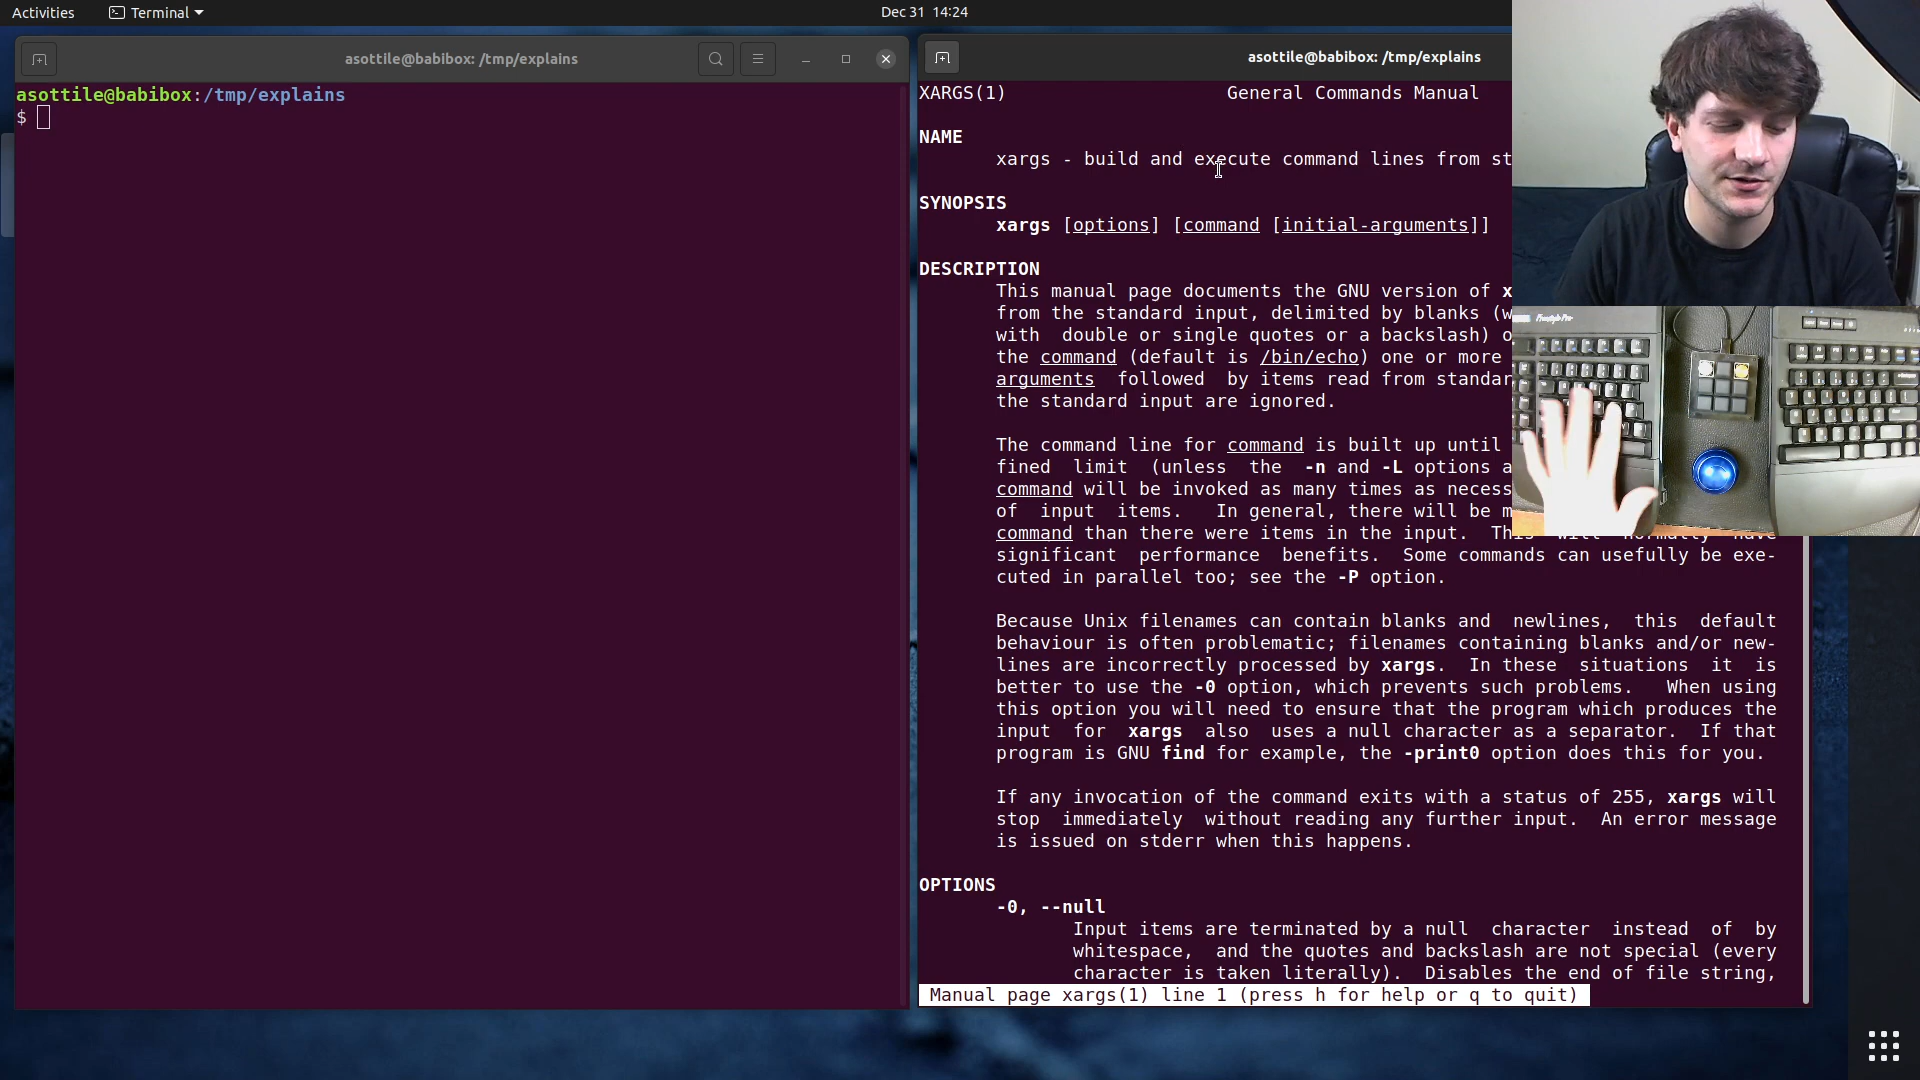 Activities
Terminal
Dec 31 14:24
asottile@babibox: /tmp/explains
asottile@babibox:/tmp/explains
$
asottile@babibox: /tmp/explains
XARGS(1) General Commands Manual
NAME
xargs - build and execute command lines from st
SYNOPSIS
xargs [options] [command [initial-arguments]]
DESCRIPTION
This manual page documents the GNU version of x
from the standard input, delimited by blanks (w
with double or single quotes or a backslash) o
the command (default is /bin/echo) one or more
arguments followed by items read from standar
the standard input are ignored.
The command line for command is built up until
fined limit (unless the -n and -L options a
command will be invoked as many times as necess
of input items. In general, there will be m
command than there were items in the input. This will normally have
significant performance benefits. Some commands can usefully be exe-
cuted in parallel too; see the -P option.
Because Unix filenames can contain blanks and newlines, this default
behaviour is often problematic; filenames containing blanks and/or new-
lines are incorrectly processed by xargs. In these situations it is
better to use the -0 option, which prevents such problems. When using
this option you will need to ensure that the program which produces the
input for xargs also uses a null character as a separator. If that
program is GNU find for example, the -print0 option does this for you.
If any invocation of the command exits with a status of 255, xargs will
stop immediately without reading any further input. An error message
is issued on stderr when this happens.
OPTIONS
-0, --null
Input items are terminated by a null character instead of by
whitespace, and the quotes and backslash are not special (every
character is taken literally). Disables the end of file string,
Manual page xargs(1) line 1 (press h for help or q to quit)
Freestyle Pro